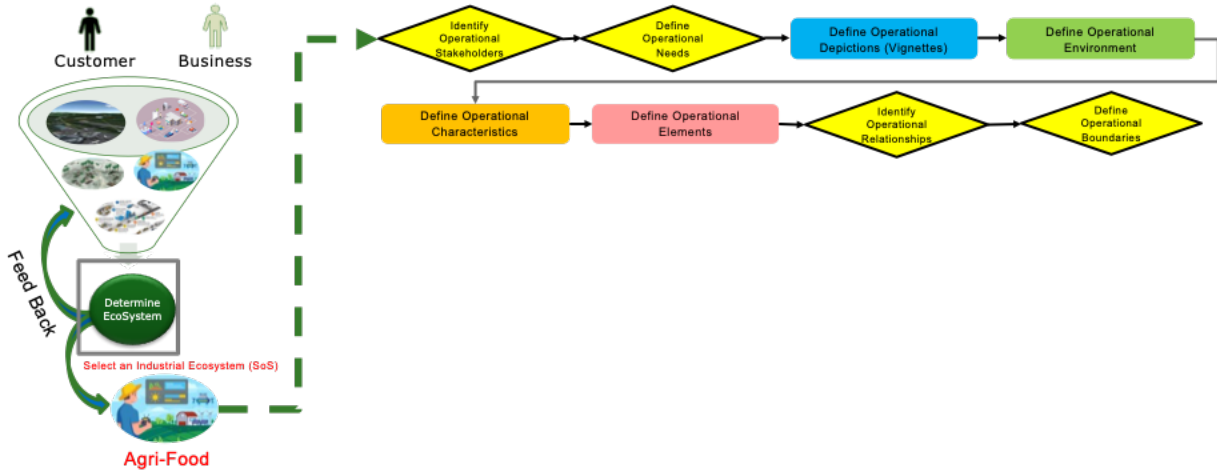 Customer
Business
Identify
Operational
Stakeholders
Define
Operational
Needs
Define Operational
Depictions (Vignettes)
Define Operational
Environment
Define Operational
Characteristics
Define Operational
Elements
Identify
Operational
Relationships
Define
Operational
Boundaries
Feed Back
Determine
EcoSystem
Select an Industrial Ecosystem (SoS)
Agri-Food